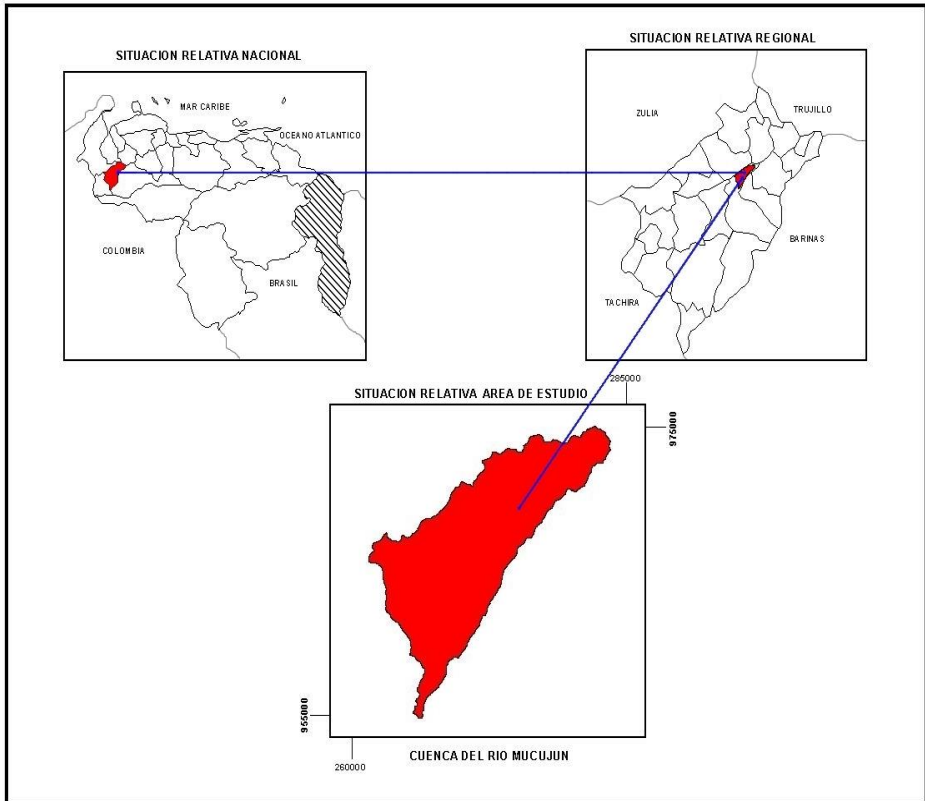 SITUACION RELATIVA NACIONAL
MAR CARIBE
OCEANO ATLANTICO
COLOMBIA
BRASIL
SITUACION RELATIVA REGIONAL
ZULIA
TRUJILLO
BARINAS
TACHIRA
285000
SITUACION RELATIVA AREA DE ESTUDIO
975000
955000
CUENCA DEL RIO MUCUJUN
260000